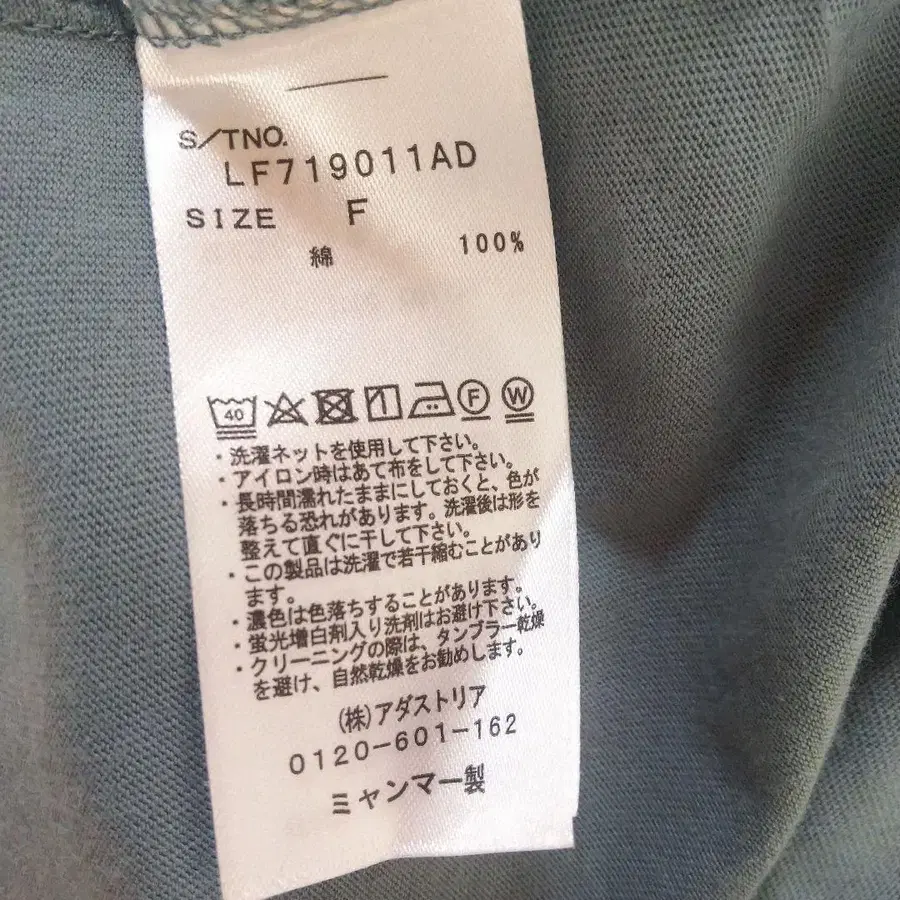 S/TNO.
LF719011AD
SIZE F
綿 100%
40 F W
・洗濯ネットを使用して下さい。
・アイロン時はあて布をして下さい。
・長時間濡れたままにしておくと、色が
落ちる恐れがあります。洗濯後は形を
整えて直ぐに干して下さい。
・この製品は洗濯で若干縮むことがあり
ます。
・濃色は色落ちすることがあります。
・蛍光増白剤入り洗剤はお避け下さい。
・クリーニングの際は、タンブラー乾燥
を避け、自然乾燥をお勧めします。
(株)アダストリア
0120-601-162
ミャンマー製